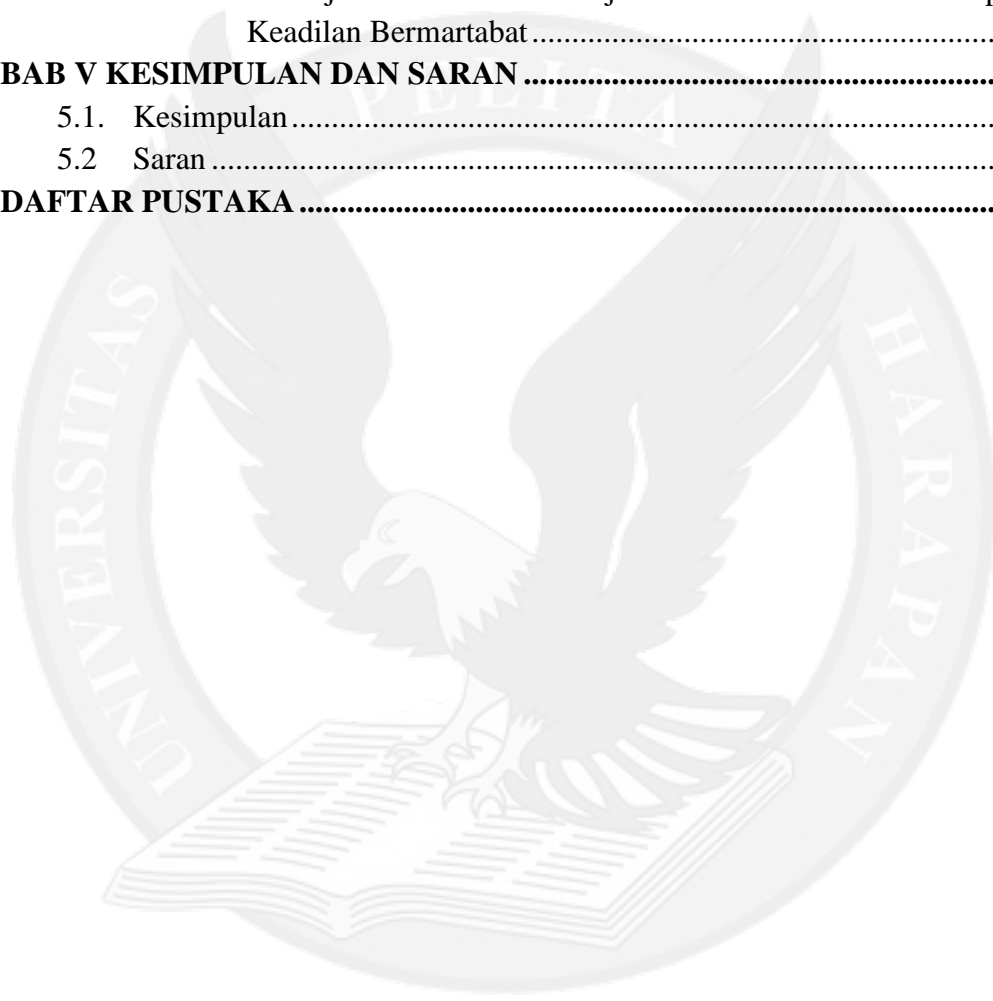 Keadilan Bermartabat ........................................................................
BAB V KESIMPULAN DAN SARAN ........................................................................
5.1. Kesimpulan ........................................................................
5.2 Saran ........................................................................
DAFTAR PUSTAKA ........................................................................
UNIVERSITAS PELITA HARAPAN